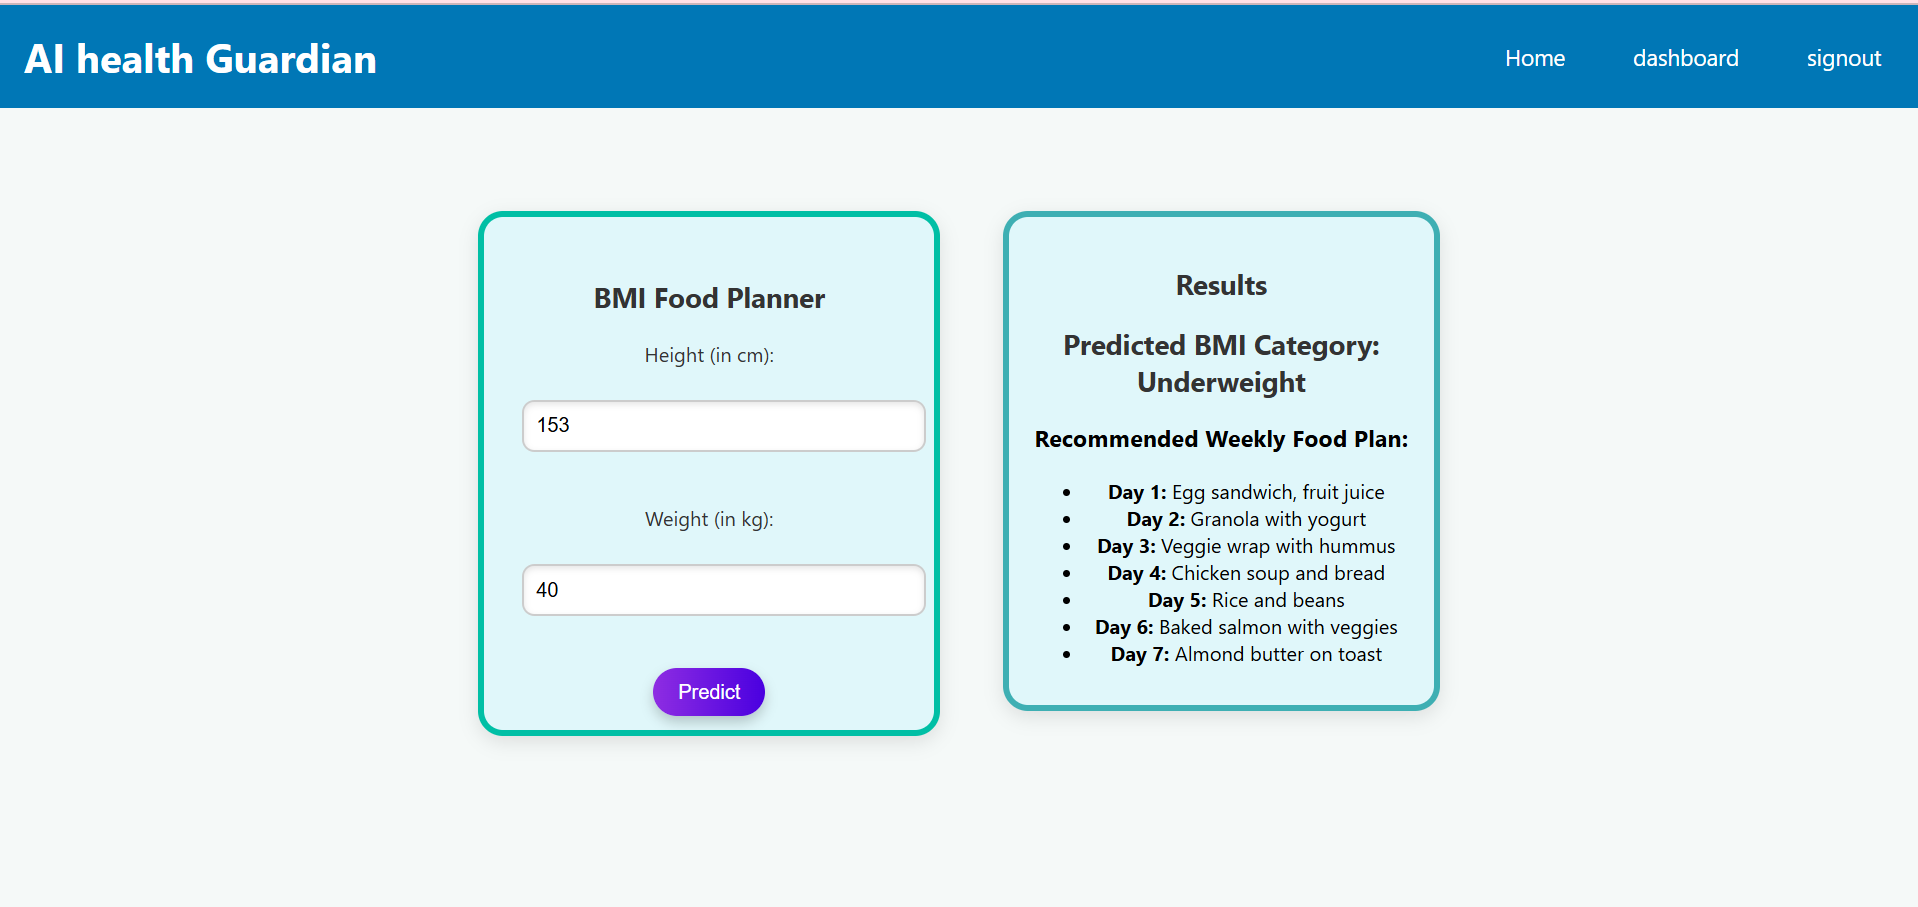 AI health Guardian
Home
dashboard
signout
BMI Food Planner
Height (in cm):
153
Weight (in kg):
40
Predict
Results
Predicted BMI Category:
Underweight
Recommended Weekly Food Plan:
• Day 1: Egg sandwich, fruit juice
• Day 2: Granola with yogurt
• Day 3: Veggie wrap with hummus
• Day 4: Chicken soup and bread
• Day 5: Rice and beans
• Day 6: Baked salmon with veggies
• Day 7: Almond butter on toast